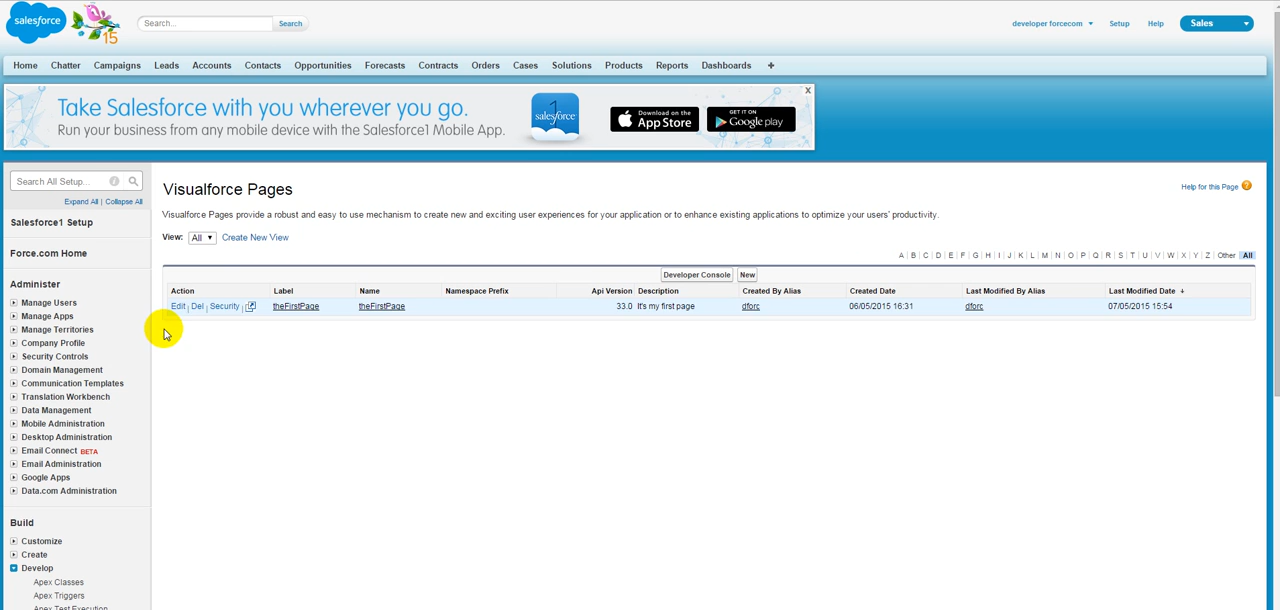 salesforce
15
Search...
Search
developer forcecom
Setup
Help
Sales
Home Chatter Campaigns Leads Accounts Contacts Opportunities Forecasts Contracts Orders Cases Solutions Products Reports Dashboards +
Take Salesforce with you wherever you go.
Run your business from any mobile device with the Salesforce1 Mobile App.
1
salesforce
Download on the
App Store
GET IT ON
Google play
X
Search All Setup...
Expand All | Collapse All
Salesforce1 Setup
Force.com Home
Administer
Manage Users
Manage Apps
Manage Territories
Company Profile
Security Controls
Domain Management
Communication Templates
Translation Workbench
Data Management
Mobile Administration
Desktop Administration
Email Connect BETA
Email Administration
Google Apps
Data.com Administration
Build
Customize
Create
Develop
Apex Classes
Apex Triggers
Apex Test Execution
Visualforce Pages
Help for this Page ?
Visualforce Pages provide a robust and easy to use mechanism to create new and exciting user experiences for your application or to enhance existing applications to optimize your users' productivity.
View: All Create New View
A | B | C | D | E | F | G | H | I | J | K | L | M | N | O | P | Q | R | S | T | U | V | W | X | Y | Z | Other All
Developer Console New
Action Label Name Namespace Prefix Api Version Description Created By Alias Created Date Last Modified By Alias Last Modified Date
Edit | Del | Security | theFirstPage theFirstPage 33.0 It's my first page dforc 06/05/2015 16:31 dforc 07/05/2015 15:54